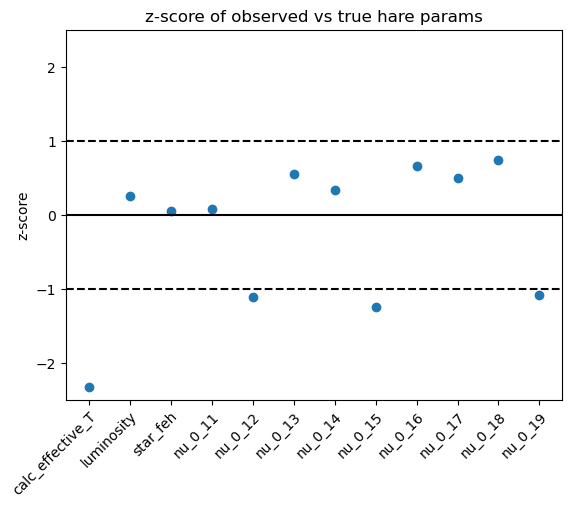 z-score of observed vs true hare params
z-score
2
1
0
−1
−2
calc_effective_T
luminosity
star_feh
nu_0_11
nu_0_12
nu_0_13
nu_0_14
nu_0_15
nu_0_16
nu_0_17
nu_0_18
nu_0_19